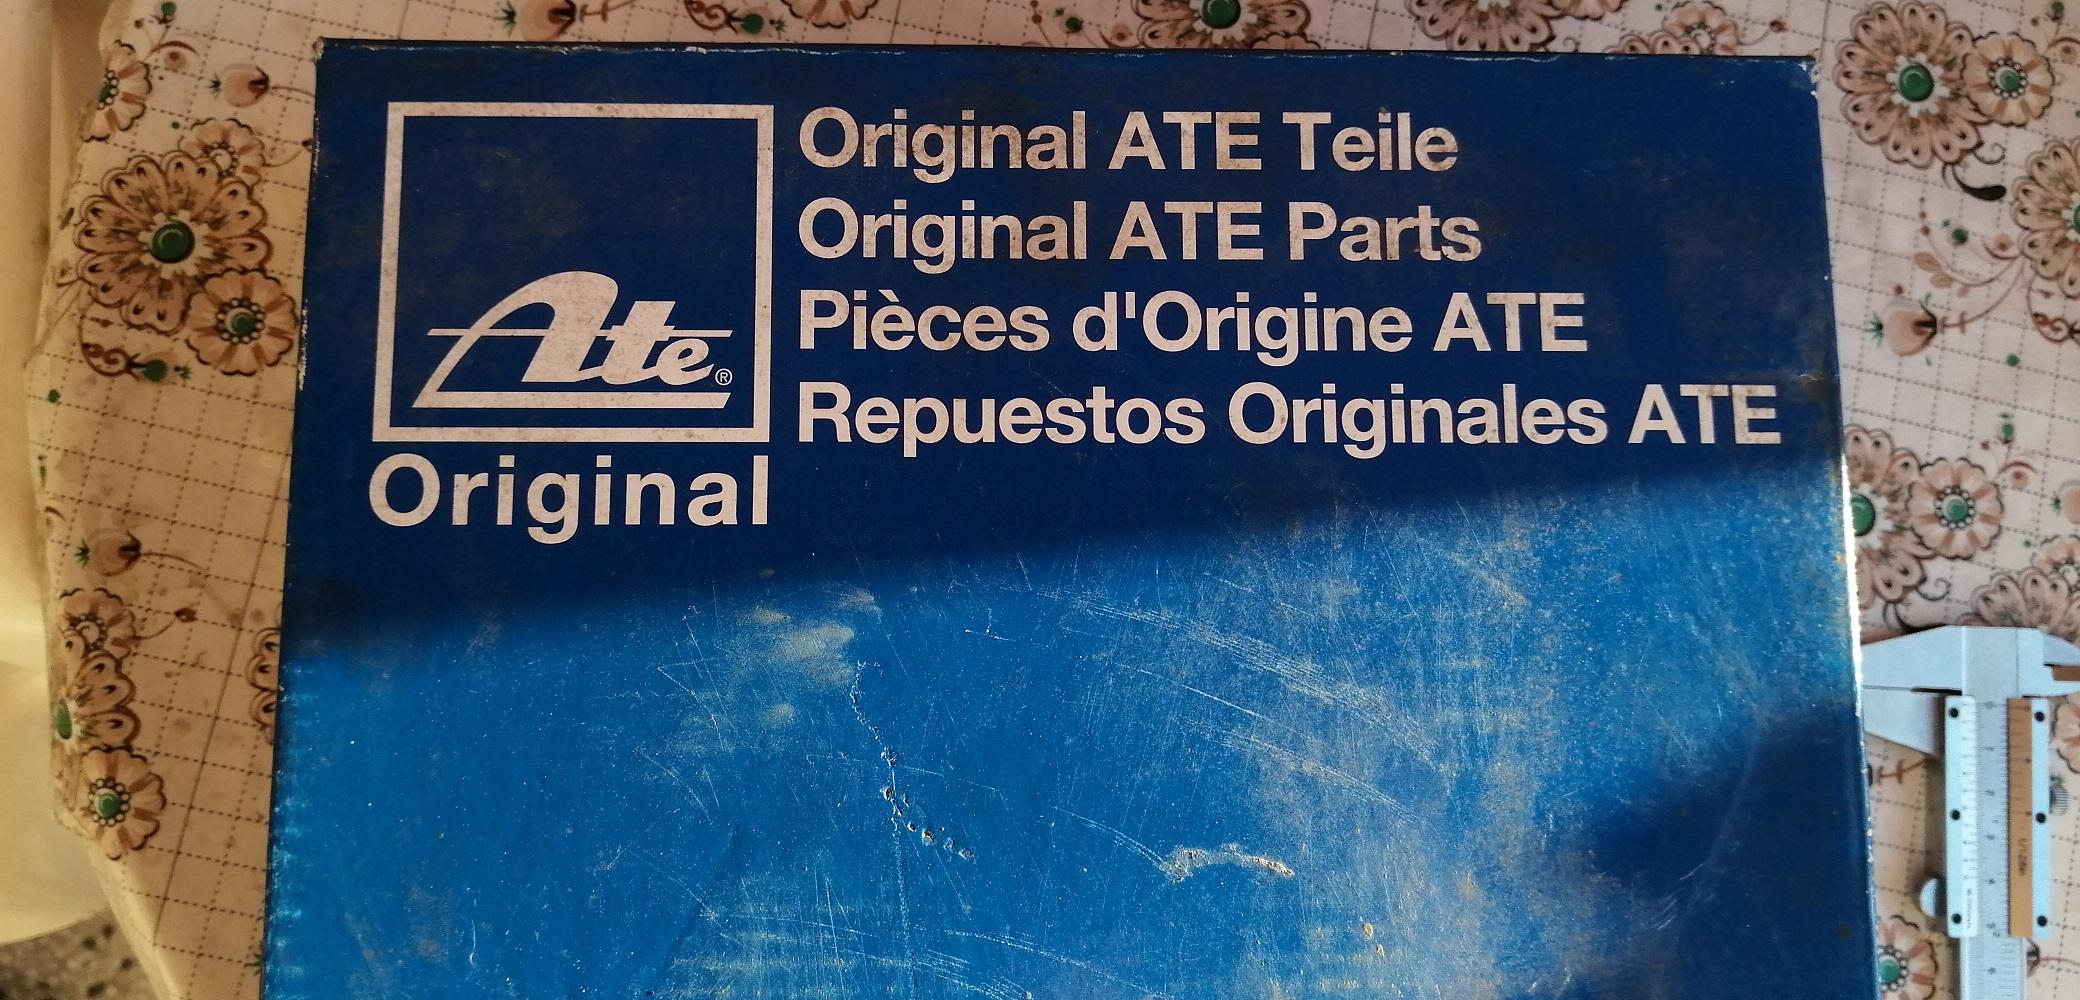 Ate®
Original
Original ATE Teile
Original ATE Parts
Pièces d'Origine ATE
Repuestos Originales ATE